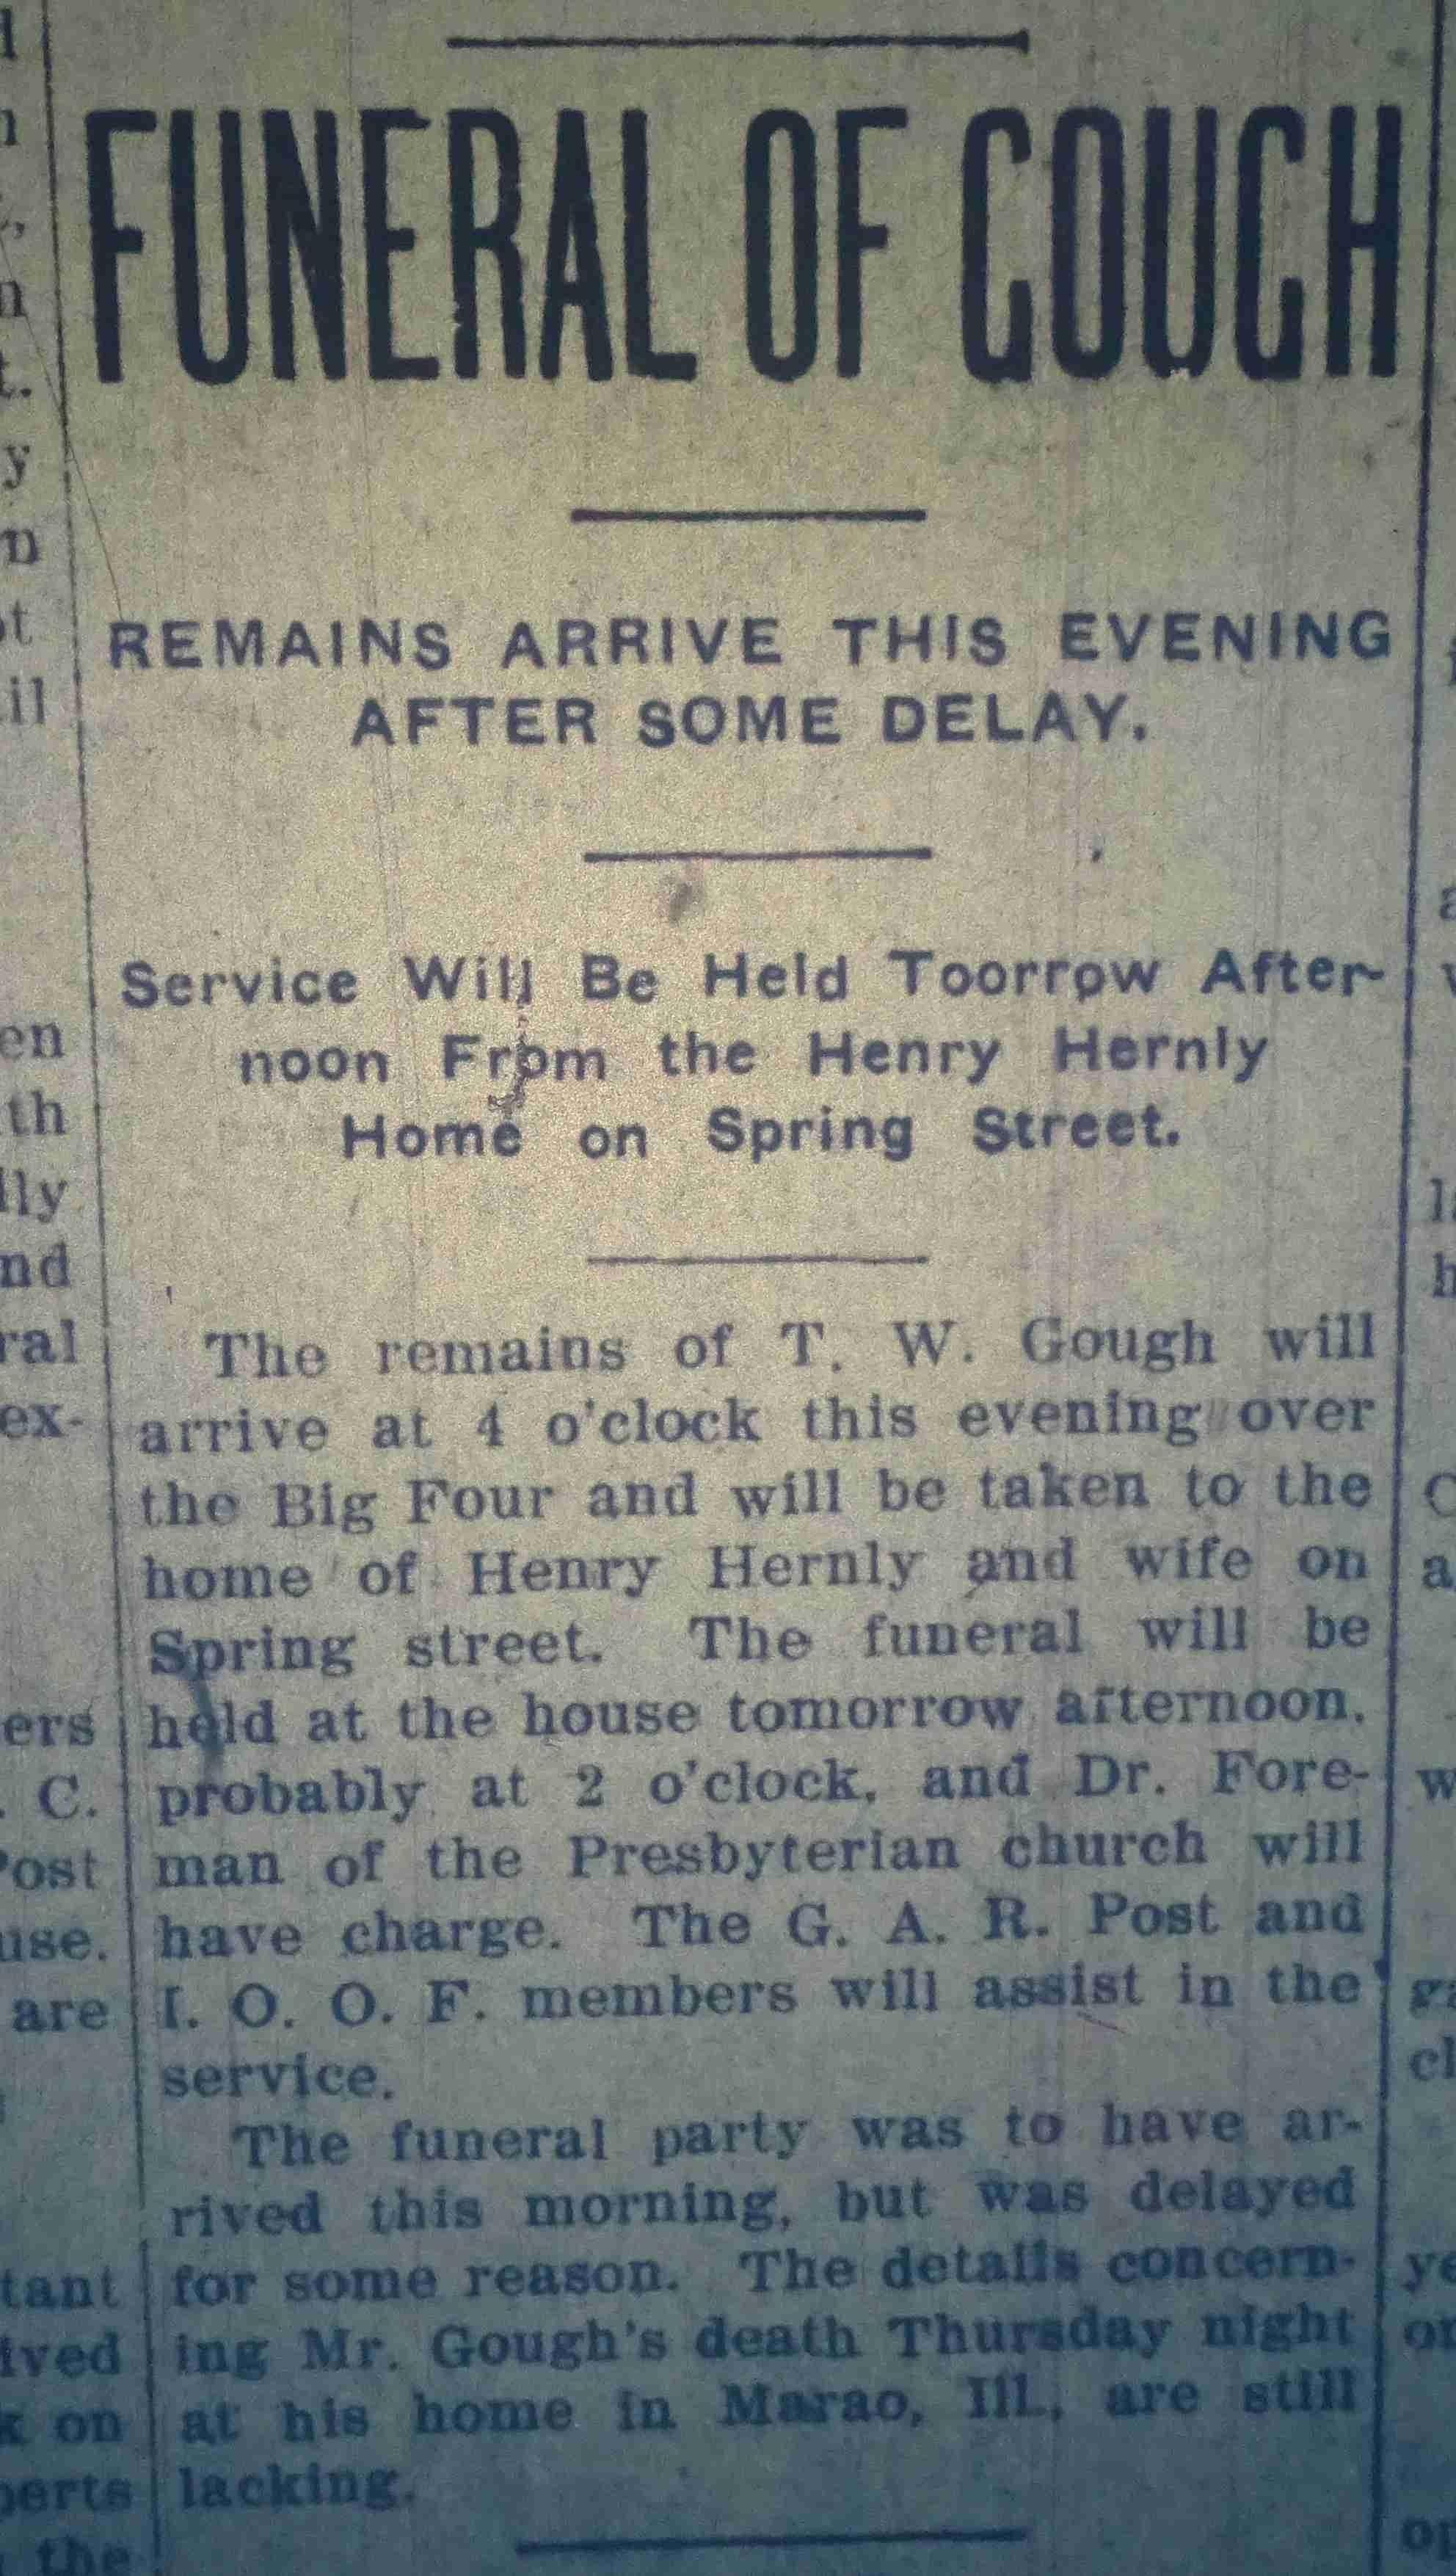 FUNERAL OF GOUGH
REMAINS ARRIVE THIS EVENING
AFTER SOME DELAY.
Service Will Be Held Toorrow After-
noon From the Henry Hernly
Home on Spring Street.
The remains of T. W. Gough will
arrive at 4 o'clock this evening over
the Big Four and will be taken to the
home of Henry Hernly and wife on
Spring street. The funeral will be
held at the house tomorrow afternoon,
probably at 2 o'clock, and Dr. Fore-
man of the Presbyterian church will
have charge. The G. A. R. Post and
I. O. O. F. members will assist in the
service.
The funeral party was to have ar-
rived this morning, but was delayed
for some reason. The details concern-
ing Mr. Gough's death Thursday night
at his home in Marao, Ill., are still
lacking.